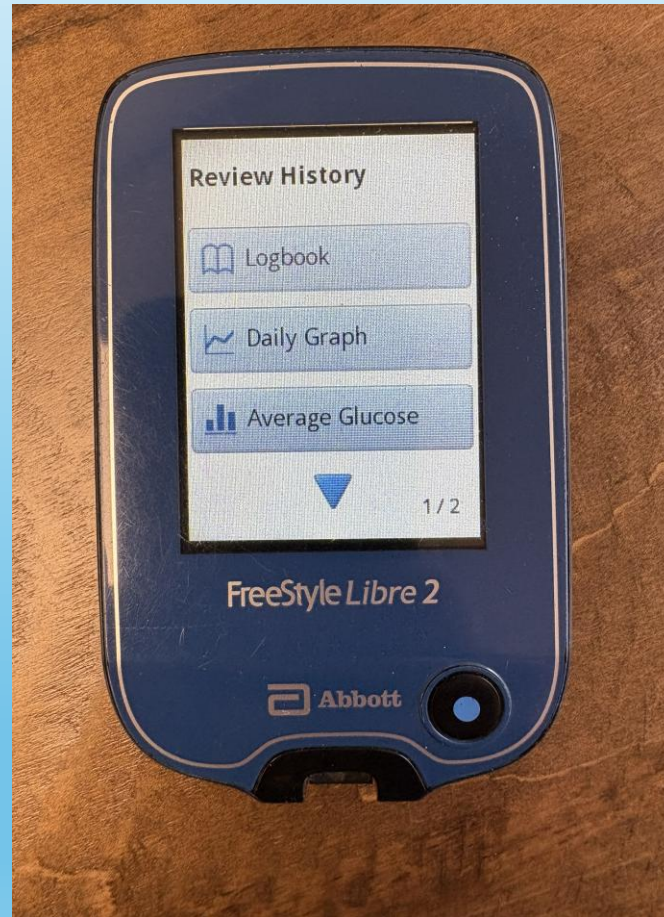 Review History
Logbook
Daily Graph
Average Glucose
1 / 2
FreeStyle Libre 2
Abbott